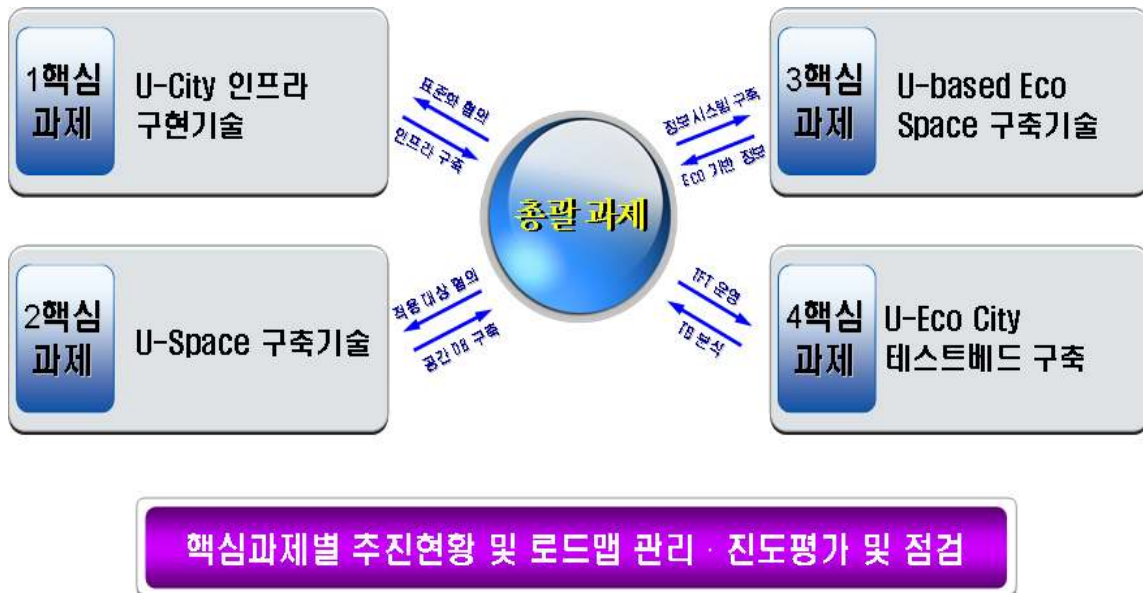 1핵심
과제
U-City 인프라
구현기술
표준화 협의
인프라 구축
정보시스템 구축
ECO 기반 정보
3핵심
과제
U-based Eco
Space 구축기술
총괄 과제
2핵심
과제
U-Space 구축기술
적용 대상 협의
공간 DB 구축
TFT 운영
TB 분석
4핵심
과제
U-Eco City
테스트베드 구축
핵심과제별 추진현황 및 로드맵 관리 · 진도평가 및 점검